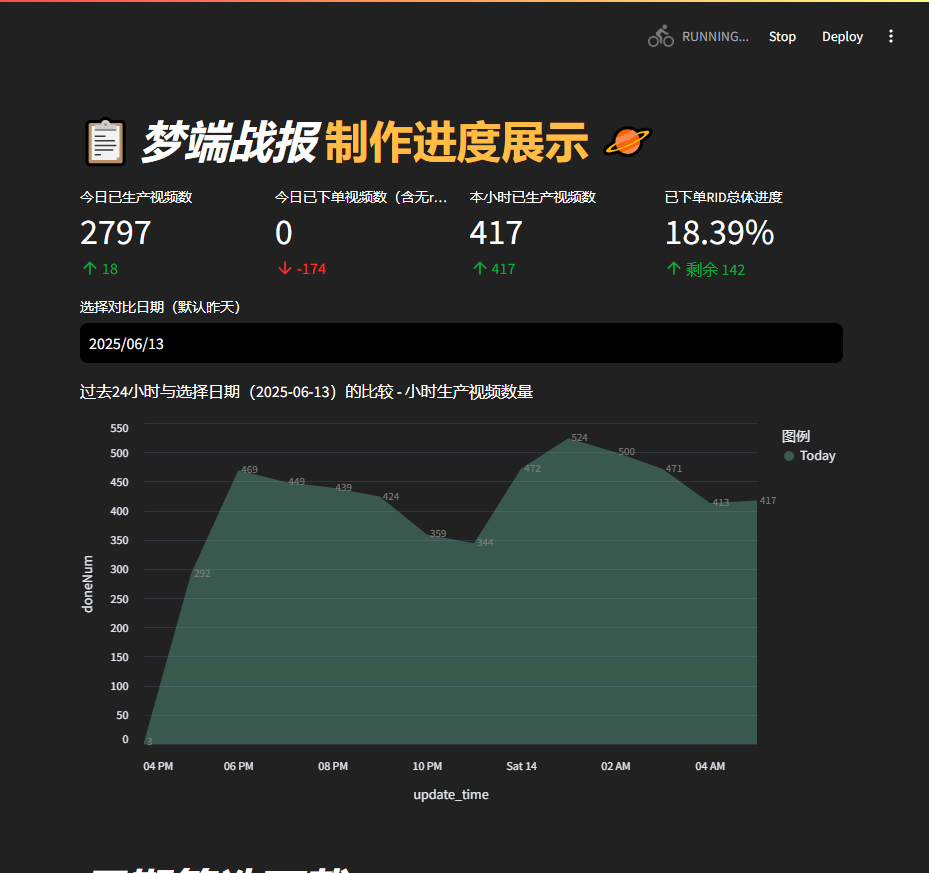 RUNNING... Stop Deploy
梦端战报制作进度展示
今日已生产视频数 今日已下单视频数（含无r... 本小时已生产视频数 已下单RID总体进度
2797 0 417 18.39%
18 -174 417 剩余 142
选择对比日期（默认昨天）
2025/06/13
过去24小时与选择日期（2025-06-13）的比较 - 小时生产视频数量
550
500
450
400
350
300
250
200
150
100
50
0
doneNum
3 292 469 449 439 424 359 344 472 524 500 471 413 417
图例
Today
04 PM 06 PM 08 PM 10 PM Sat 14 02 AM 04 AM
update_time